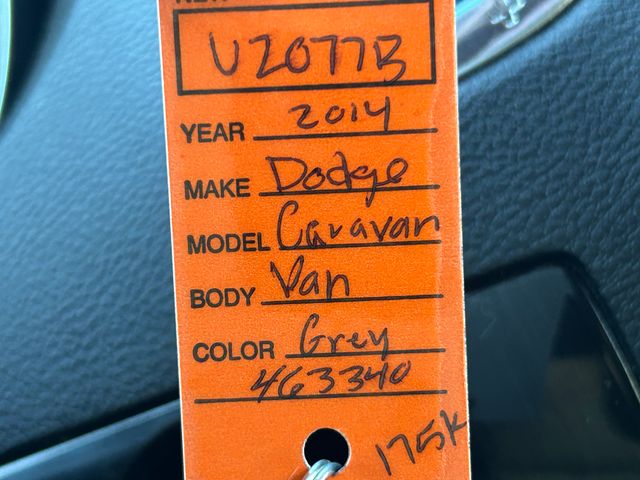 U2077B
YEAR 2014
MAKE Dodge
MODEL Caravan
BODY Van
COLOR Grey
463340
175K